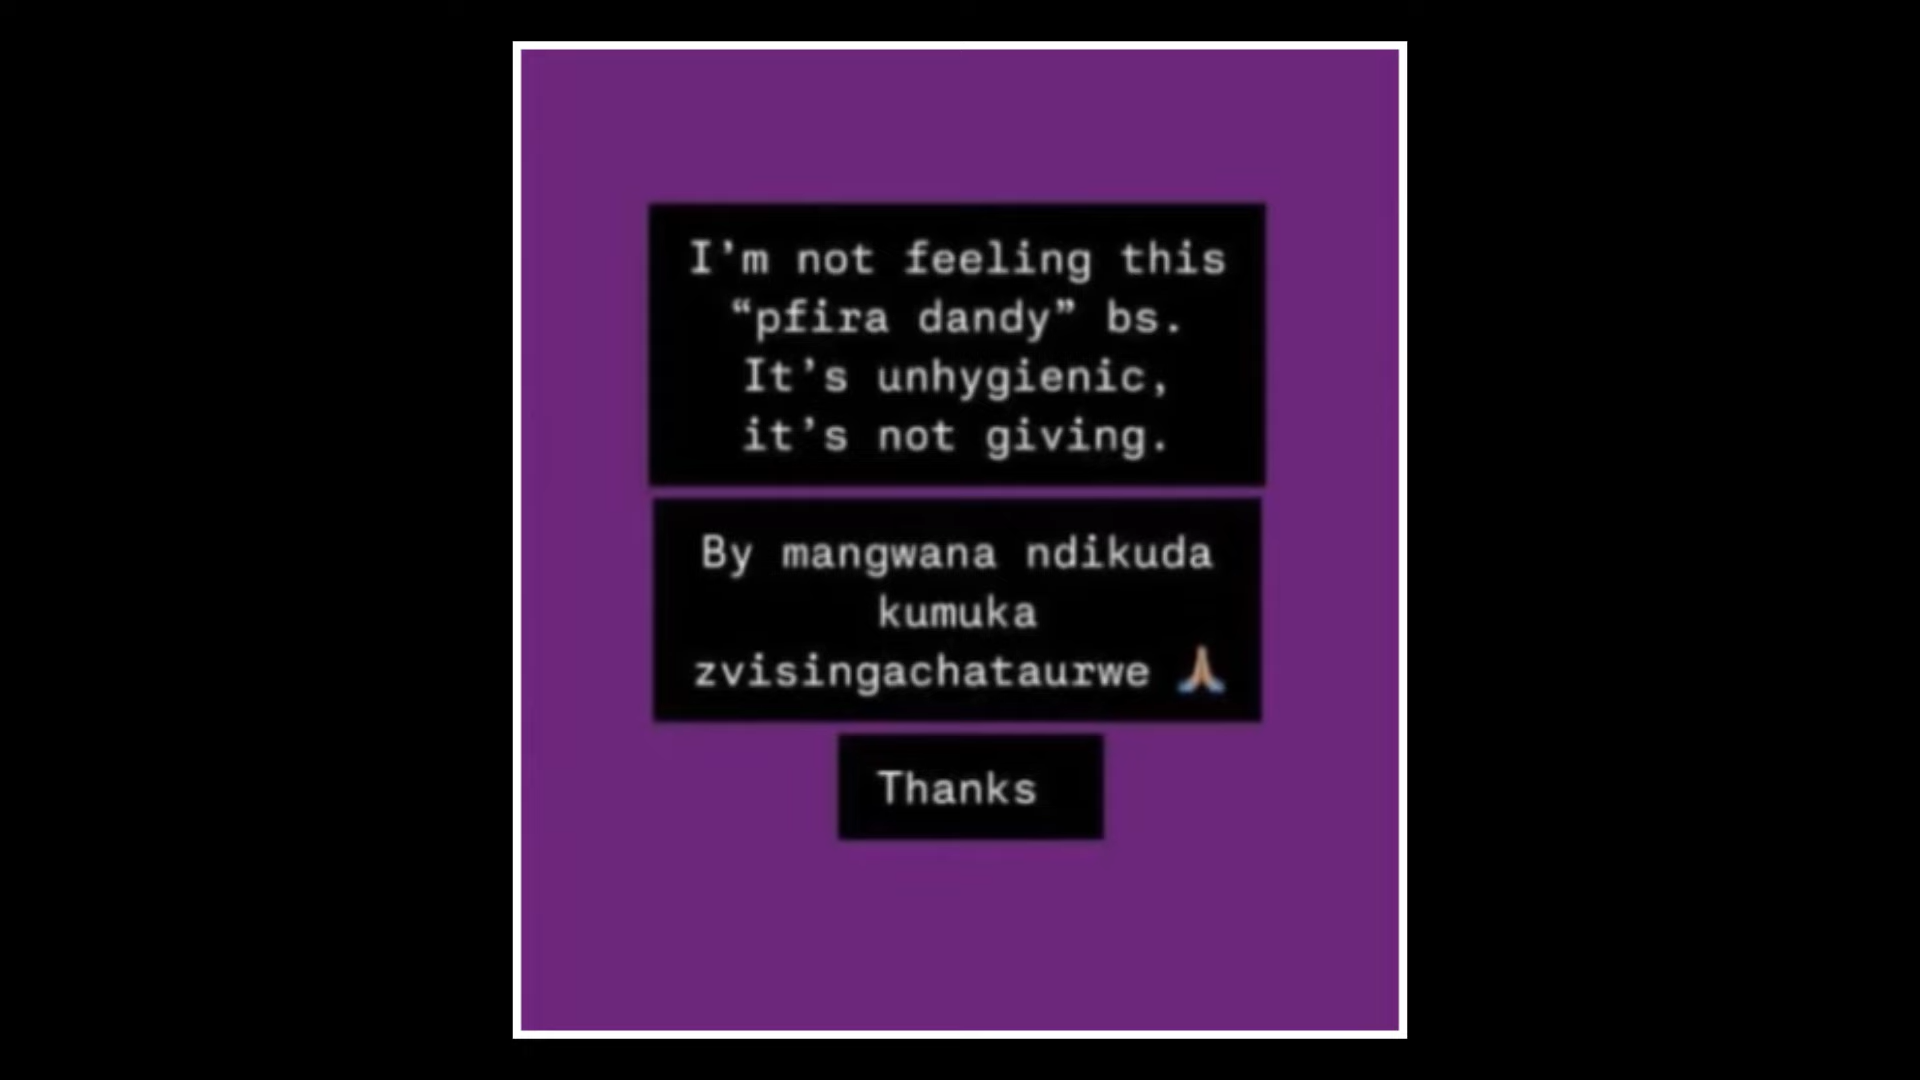 I’m not feeling this
“pfira dandy” bs.
It’s unhygienic,
it’s not giving.
By mangwana ndikuda
kumuka
zvisingachataurwe 🙏🏽
Thanks